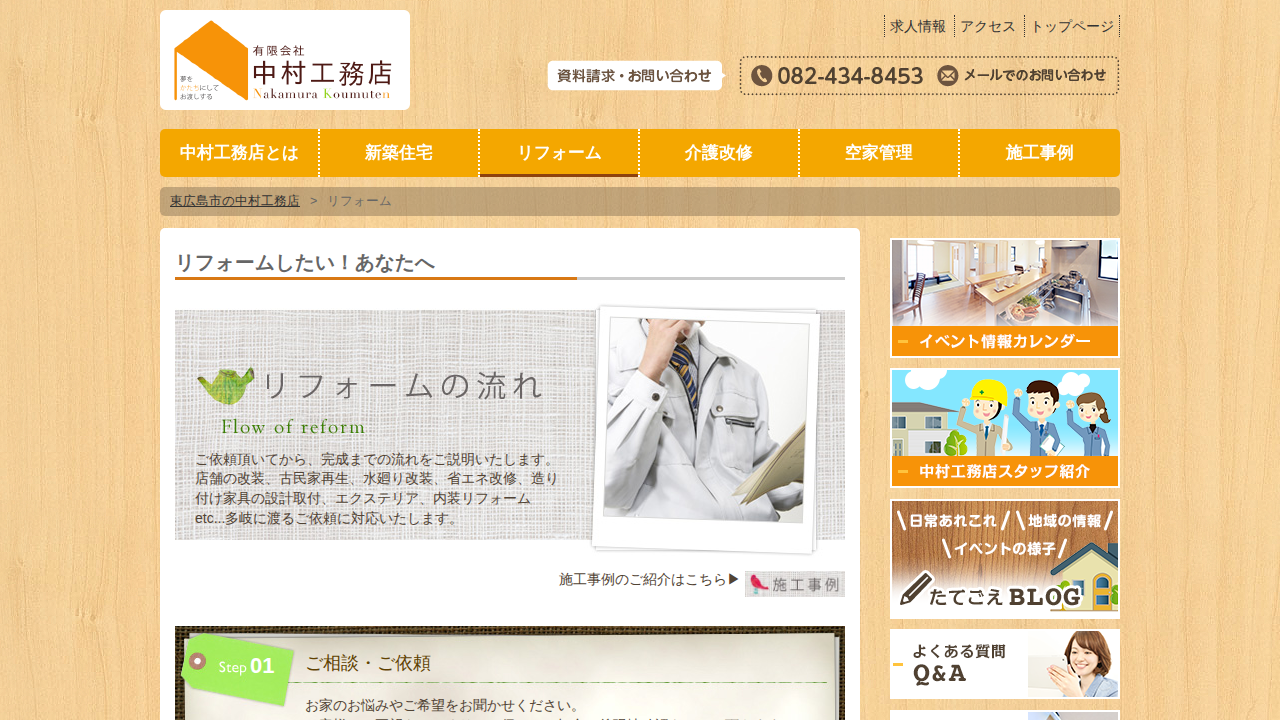 夢を
かたちにして
お渡しする
有限会社
中村工務店
Nakamura Koumuten
求人情報
アクセス
トップページ
資料請求・お問い合わせ
082-434-8453
メールでのお問い合わせ
中村工務店とは
新築住宅
リフォーム
介護改修
空家管理
施工事例
東広島市の中村工務店 > リフォーム
リフォームしたい！あなたへ
リフォームの流れ
Flow of reform
ご依頼頂いてから、完成までの流れをご説明いたします。
店舗の改装、古民家再生、水廻り改装、省エネ改修、造り
付け家具の設計取付、エクステリア、内装リフォーム
etc...多岐に渡るご依頼に対応いたします。
施工事例のご紹介はこちら▶
施工事例
Step 01
ご相談・ご依頼
お家のお悩みやご希望をお聞かせください。
イベント情報カレンダー
中村工務店スタッフ紹介
日常あれこれ
地域の情報
イベントの様子
たてごえBLOG
よくある質問
Q&A